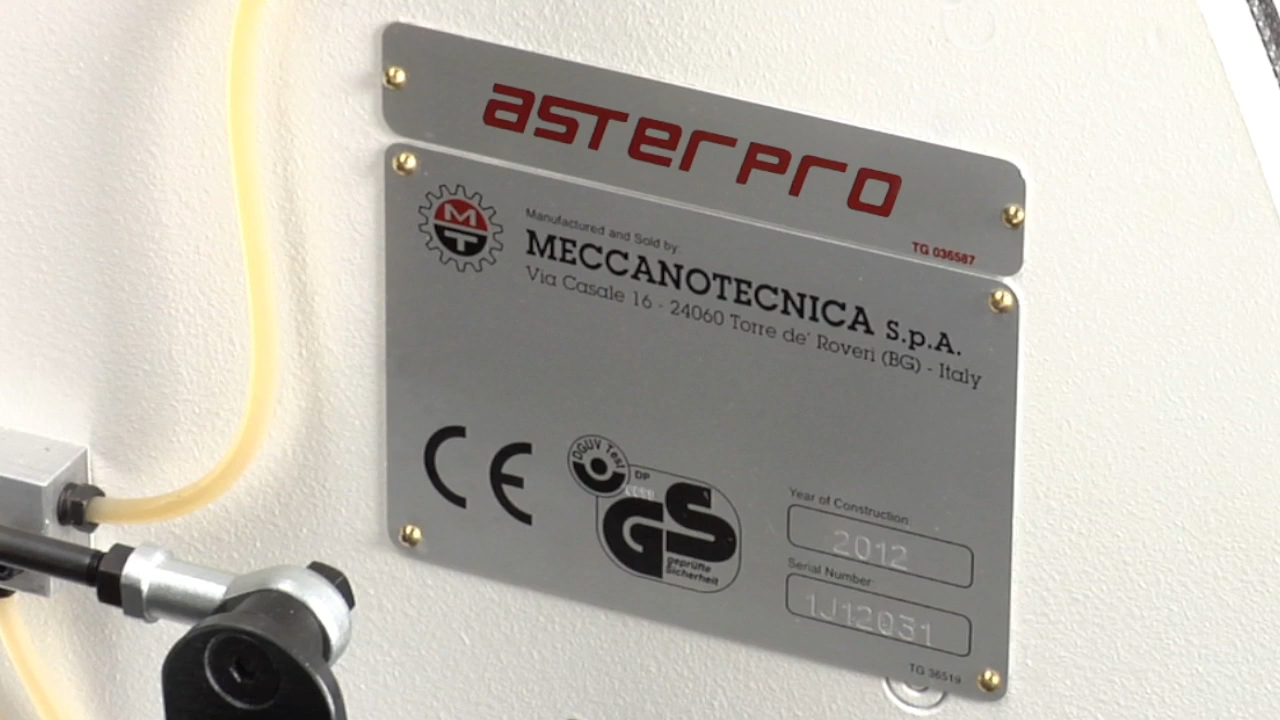 asterpro
TG 036587
MT
Manufactured and Sold by:
MECCANOTECNICA S.p.A.
Via Casale 16 - 24060 Torre de' Roveri (BG) - Italy
CE
DGUV Test
DP
GS
geprüfte
Sicherheit
Year of Construction
2012
Serial Number
1J12031
TG 36519